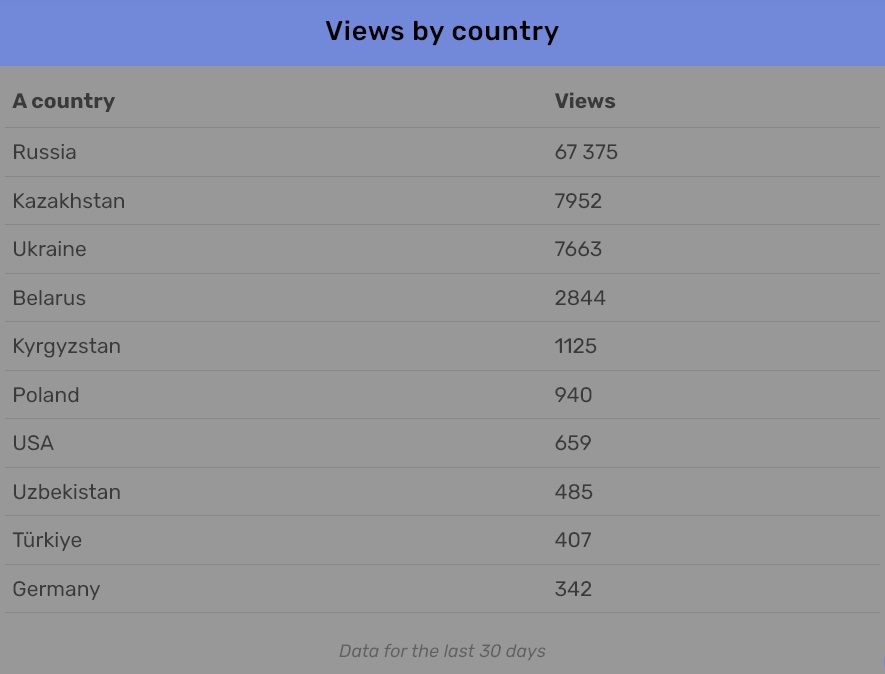 Views by country
A country Views
Russia 67 375
Kazakhstan 7952
Ukraine 7663
Belarus 2844
Kyrgyzstan 1125
Poland 940
USA 659
Uzbekistan 485
Türkiye 407
Germany 342
Data for the last 30 days